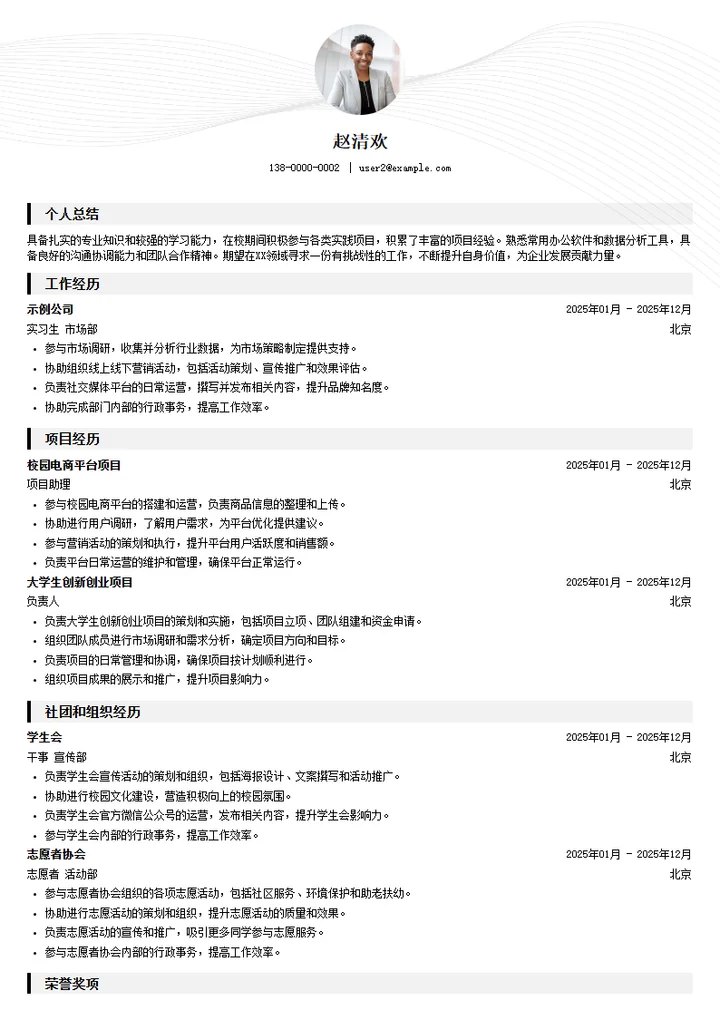 赵清欢
138-0000-0002 | user2@example.com
个人总结
具备扎实的专业知识和较强的学习能力，在校期间积极参与各类实践项目，积累了丰富的项目经验。熟悉常用办公软件和数据分析工具，具
备良好的沟通协调能力和团队合作精神。期望在XX领域寻求一份有挑战性的工作，不断提升自身价值，为企业发展贡献力量。
工作经历
示例公司 2025年01月 - 2025年12月
实习生 市场部 北京
• 参与市场调研，收集并分析行业数据，为市场策略制定提供支持。
• 协助组织线上线下营销活动，包括活动策划、宣传推广和效果评估。
• 负责社交媒体平台的日常运营，撰写并发布相关内容，提升品牌知名度。
• 协助完成部门内部的行政事务，提高工作效率。
项目经历
校园电商平台项目 2025年01月 - 2025年12月
项目助理 北京
• 参与校园电商平台的搭建和运营，负责商品信息的整理和上传。
• 协助进行用户调研，了解用户需求，为平台优化提供建议。
• 参与营销活动的策划和执行，提升平台用户活跃度和销售额。
• 负责平台日常运营的维护和管理，确保平台正常运行。
大学生创新创业项目 2025年01月 - 2025年12月
负责人 北京
• 负责大学生创新创业项目的策划和实施，包括项目立项、团队组建和资金申请。
• 组织团队成员进行市场调研和需求分析，确定项目方向和目标。
• 负责项目的日常管理和协调，确保项目按计划顺利进行。
• 组织项目成果的展示和推广，提升项目影响力。
社团和组织经历
学生会 2025年01月 - 2025年12月
干事 宣传部 北京
• 负责学生会宣传活动的策划和组织，包括海报设计、文案撰写和活动推广。
• 协助进行校园文化建设，营造积极向上的校园氛围。
• 负责学生会官方微信公众号的运营，发布相关内容，提升学生会影响力。
• 参与学生会内部的行政事务，提高工作效率。
志愿者协会 2025年01月 - 2025年12月
志愿者 活动部 北京
• 参与志愿者协会组织的各项志愿活动，包括社区服务、环境保护和助老扶幼。
• 协助进行志愿活动的策划和组织，提升志愿活动的质量和效果。
• 负责志愿活动的宣传和推广，吸引更多同学参与志愿服务。
• 参与志愿者协会内部的行政事务，提高工作效率。
荣誉奖项